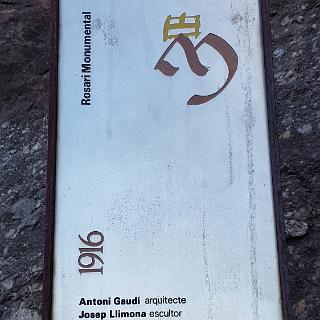 Rosari Monumental
1916
Antoni Gaudí arquitecte
Josep Llimona escultor